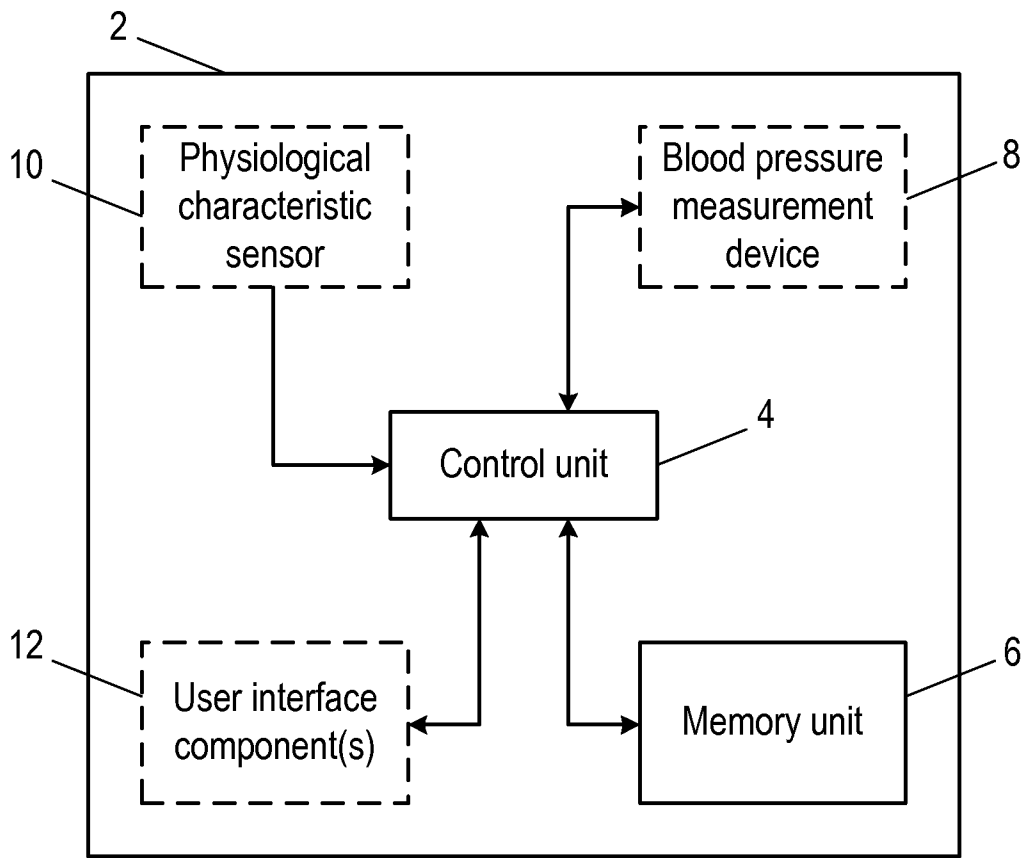 2
10
Physiological
characteristic
sensor
Blood pressure
measurement
device
8
Control unit
4
12
User interface
component(s)
Memory unit
6